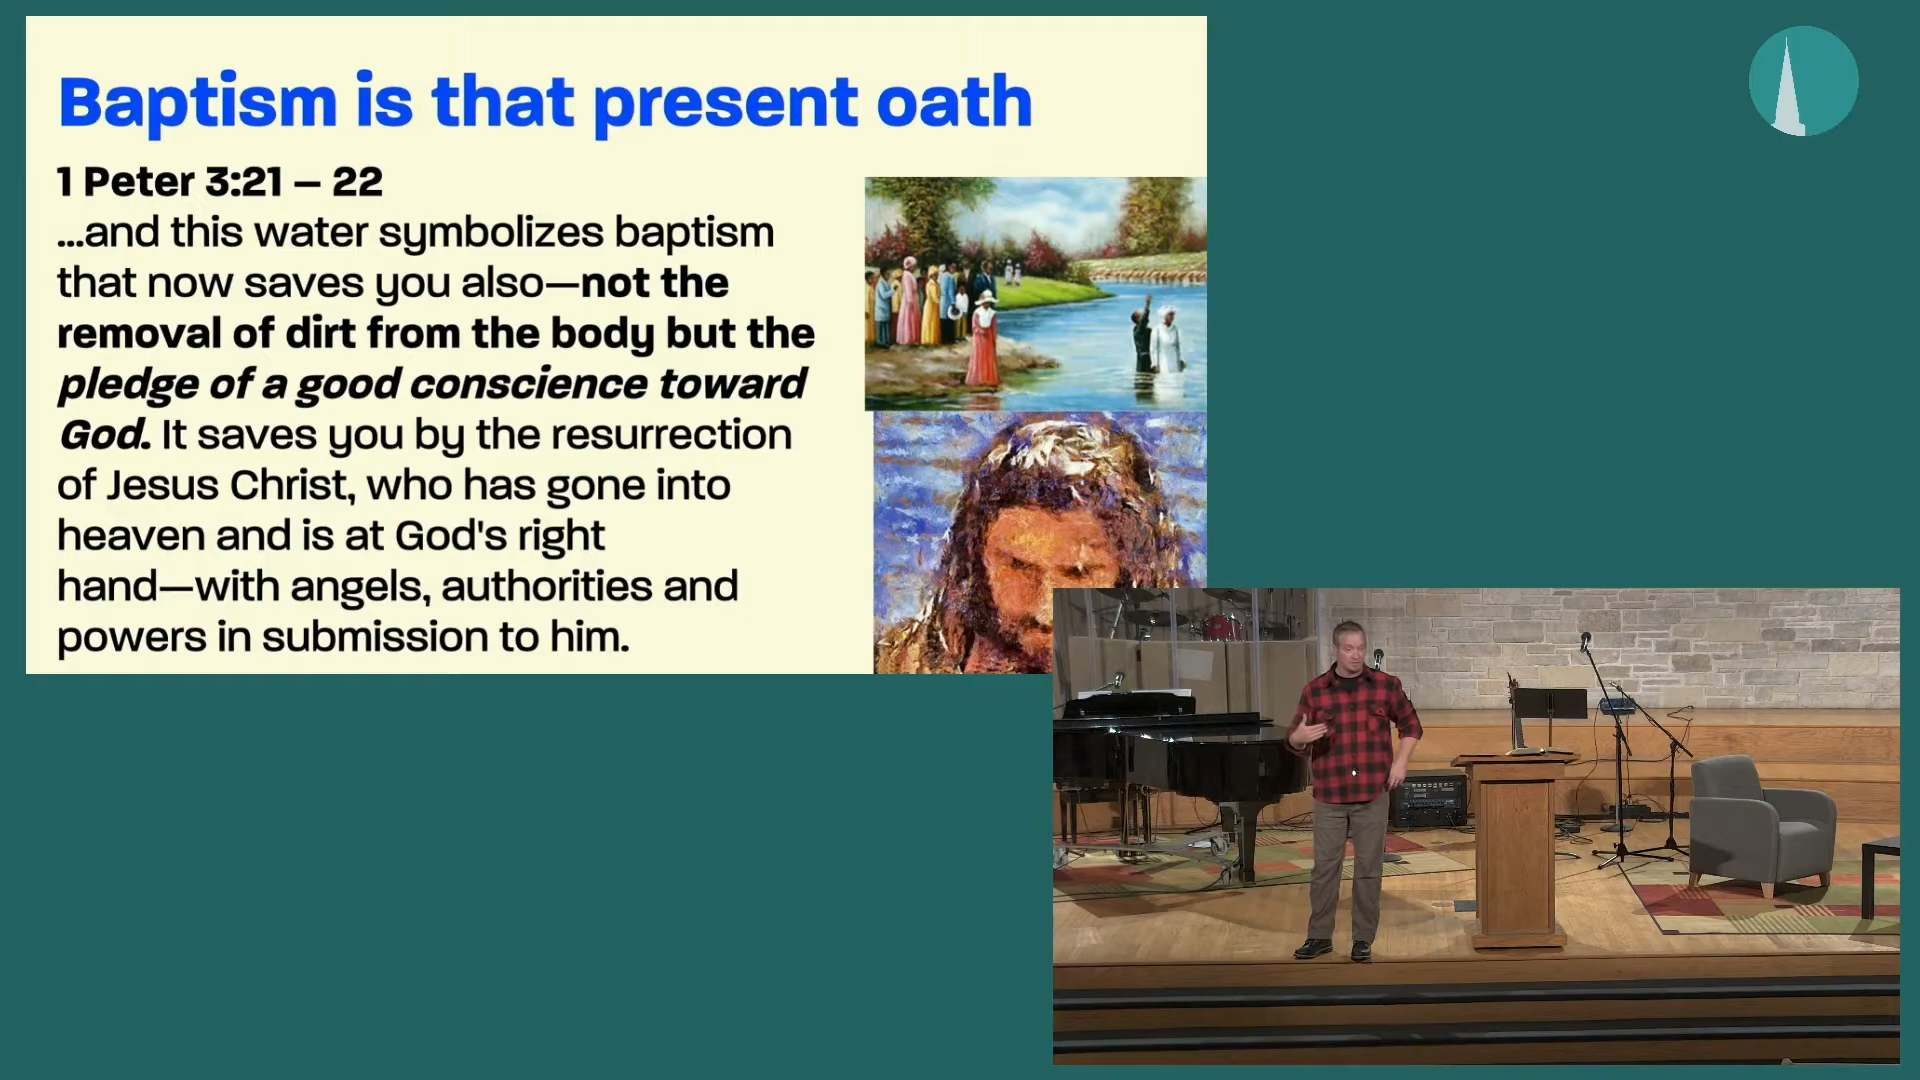 Baptism is that present oath
1 Peter 3:21 – 22
...and this water symbolizes baptism
that now saves you also—not the
removal of dirt from the body but the
pledge of a good conscience toward
God. It saves you by the resurrection
of Jesus Christ, who has gone into
heaven and is at God's right
hand—with angels, authorities and
powers in submission to him.